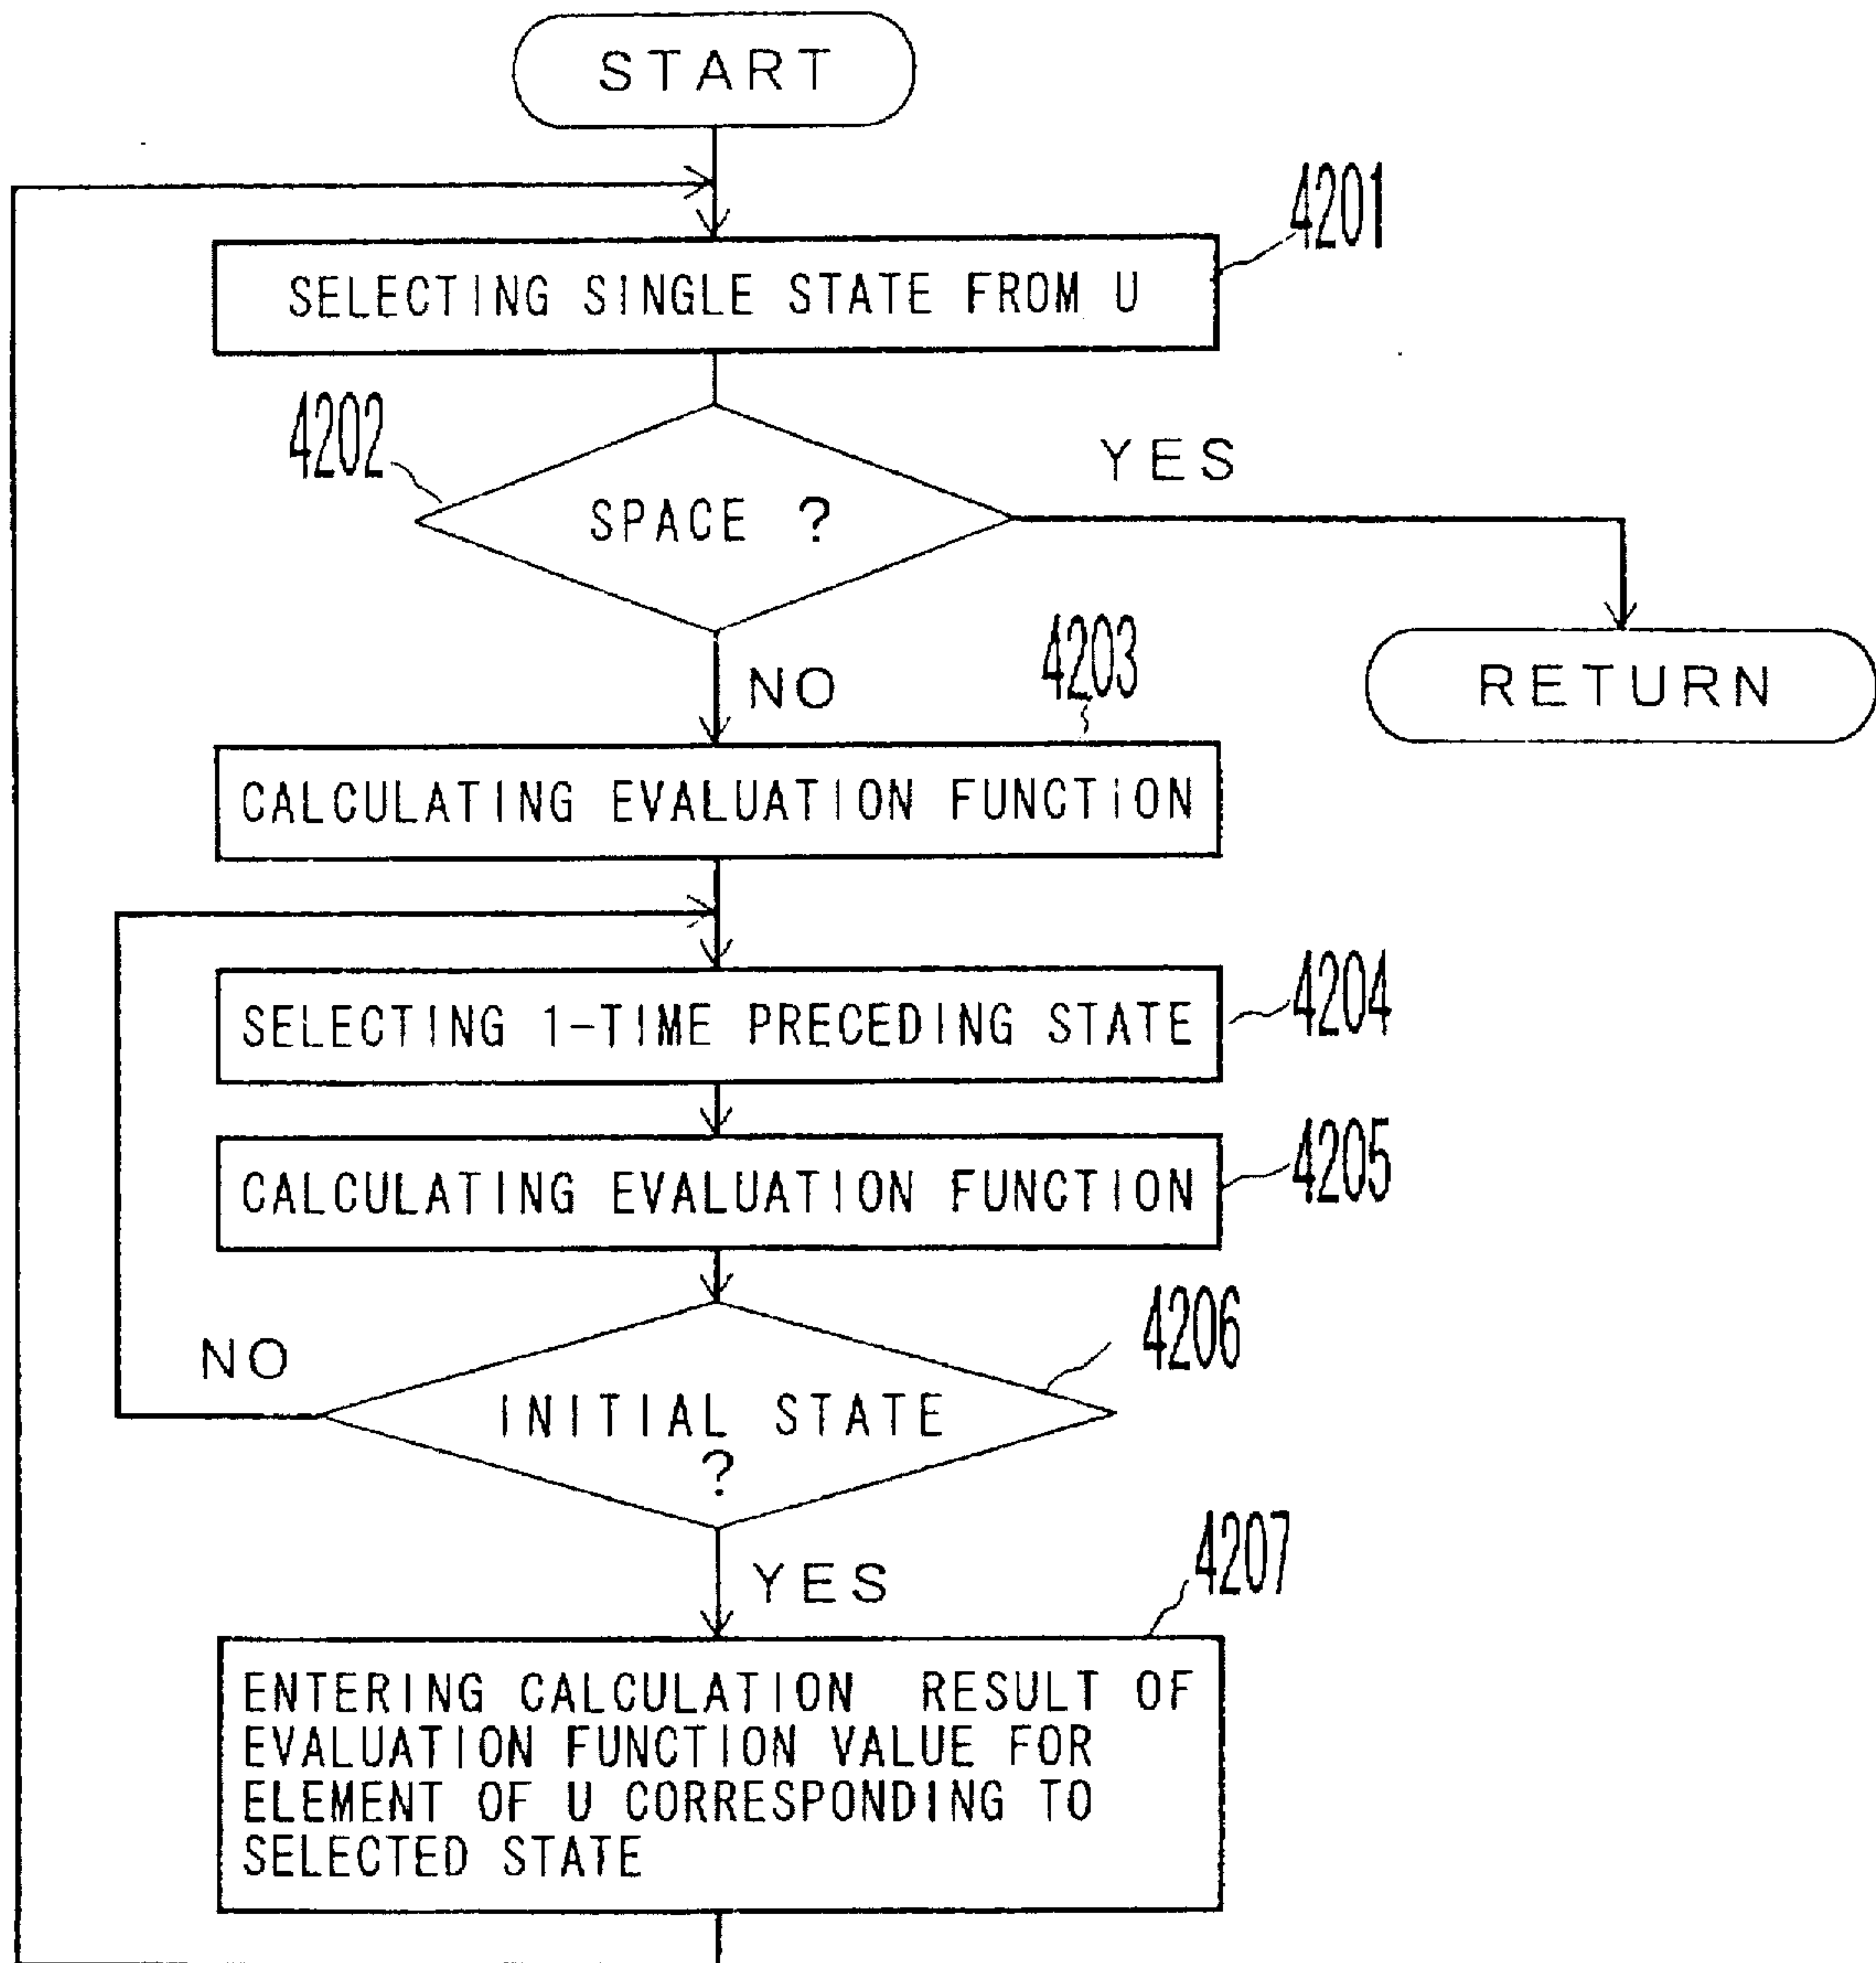 START
4201
SELECTING SINGLE STATE FROM U
4202
YES
SPACE ?
4203
NO
RETURN
CALCULATING EVALUATION FUNCTION
4204
SELECTING 1-TIME PRECEDING STATE
4205
CALCULATING EVALUATION FUNCTION
4206
NO
INITIAL STATE
?
4207
YES
ENTERING CALCULATION RESULT OF
EVALUATION FUNCTION VALUE FOR
ELEMENT OF U CORRESPONDING TO
SELECTED STATE